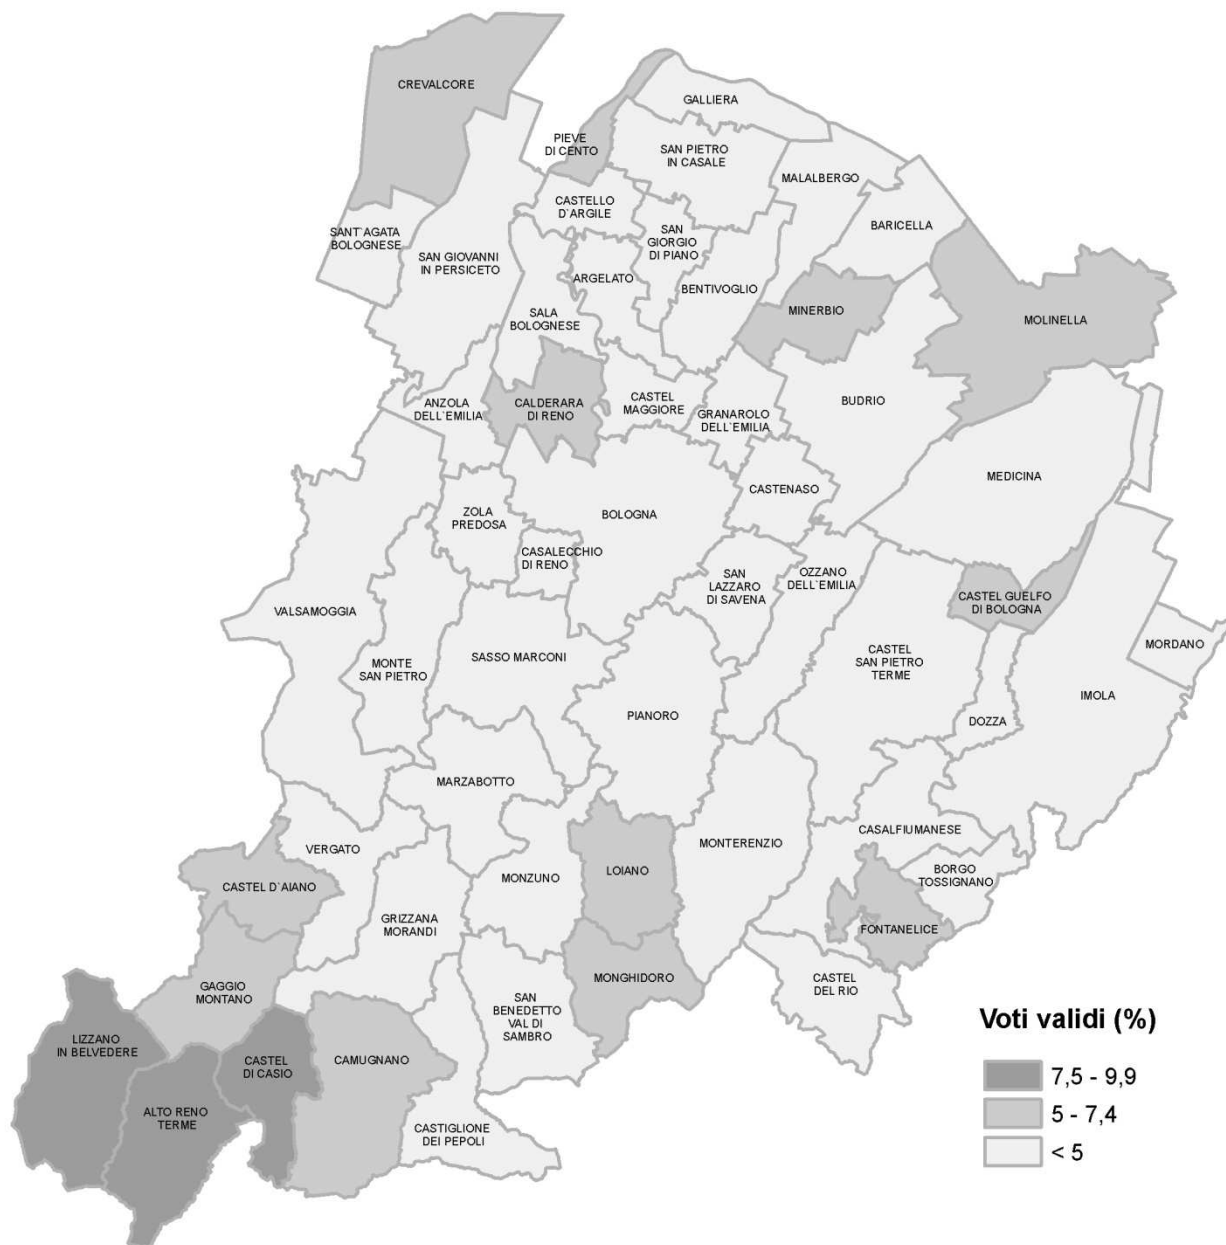 CREVALCORE
GALLIERA
PIEVE
DI CENTO
SAN PIETRO
IN CASALE
MALALBERGO
CASTELLO
D`ARGILE
BARICELLA
SANT`AGATA
BOLOGNESE
SAN GIOVANNI
IN PERSICETO
SAN
GIORGIO
DI PIANO
ARGELATO
BENTIVOGLIO
SALA
BOLOGNESE
MINERBIO
MOLINELLA
ANZOLA
DELL`EMILIA
CALDERARA
DI RENO
CASTEL
MAGGIORE
GRANAROLO
DELL`EMILIA
BUDRIO
MEDICINA
CASTENASO
ZOLA
PREDOSA
BOLOGNA
CASALECCHIO
DI RENO
SAN
LAZZARO
DI SAVENA
OZZANO
DELL`EMILIA
CASTEL GUELFO
DI BOLOGNA
VALSAMOGGIA
MORDANO
CASTEL
SAN PIETRO
TERME
SASSO MARCONI
MONTE
SAN PIETRO
IMOLA
PIANORO
DOZZA
MARZABOTTO
CASALFIUMANESE
VERGATO
MONTERENZIO
LOIANO
MONZUNO
BORGO
TOSSIGNANO
CASTEL D`AIANO
GRIZZANA
MORANDI
FONTANELICE
MONGHIDORO
CASTEL
DEL RIO
GAGGIO
MONTANO
SAN
BENEDETTO
VAL DI
SAMBRO
LIZZANO
IN BELVEDERE
CASTEL
DI CASIO
CAMUGNANO
ALTO RENO
TERME
CASTIGLIONE
DEI PEPOLI
Voti validi (%)
7,5 - 9,9
5 - 7,4
< 5